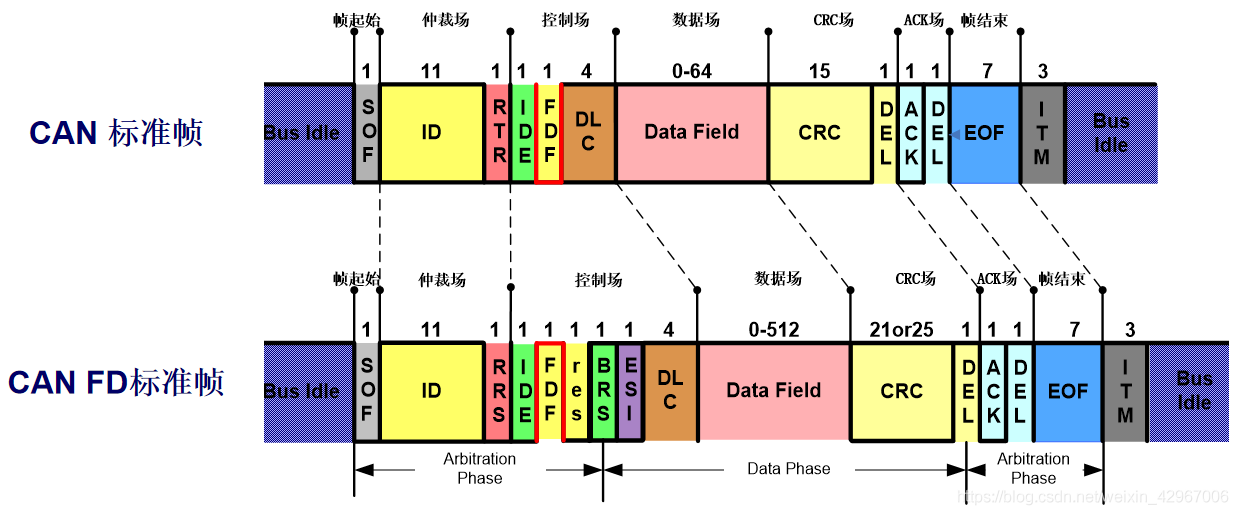 帧起始 仲裁场 控制场 数据场 CRC场 ACK场 帧结束
1 11 1 1 1 4 0-64 15 1 1 1 7 3
CAN 标准帧
Bus Idle SOF ID RTR IDE FDF DLC Data Field CRC DEL ACK DEL EOF ITM Bus Idle
帧起始 仲裁场 控制场 数据场 CRC场 ACK场 帧结束
1 11 1 1 1 1 1 1 4 0-512 21or25 1 1 1 7 3
CAN FD标准帧
Bus Idle SOF ID RRS IDE FDF res BRS ESI DLC Data Field CRC DEL ACK DEL EOF ITM Bus Idle
Arbitration Phase Data Phase Arbitration Phase
https://blog.csdn.net/weixin_42967006